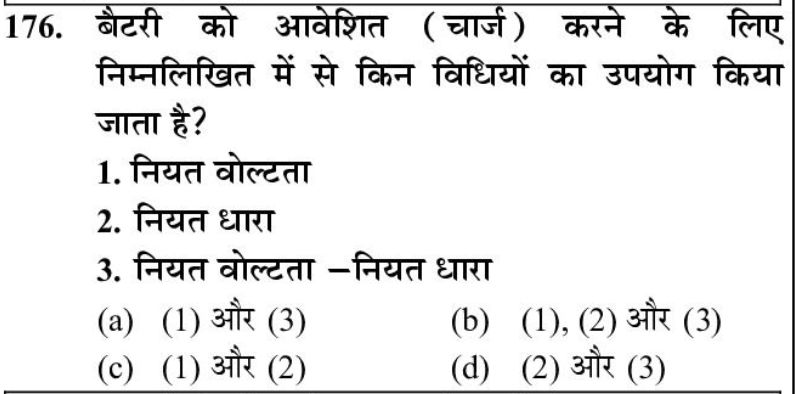 176. बैटरी को आवेशित (चार्ज) करने के लिए
निम्नलिखित में से किन विधियों का उपयोग किया
जाता है?
1. नियत वोल्टता
2. नियत धारा
3. नियत वोल्टता –नियत धारा
(a) (1) और (3) (b) (1), (2) और (3)
(c) (1) और (2) (d) (2) और (3)